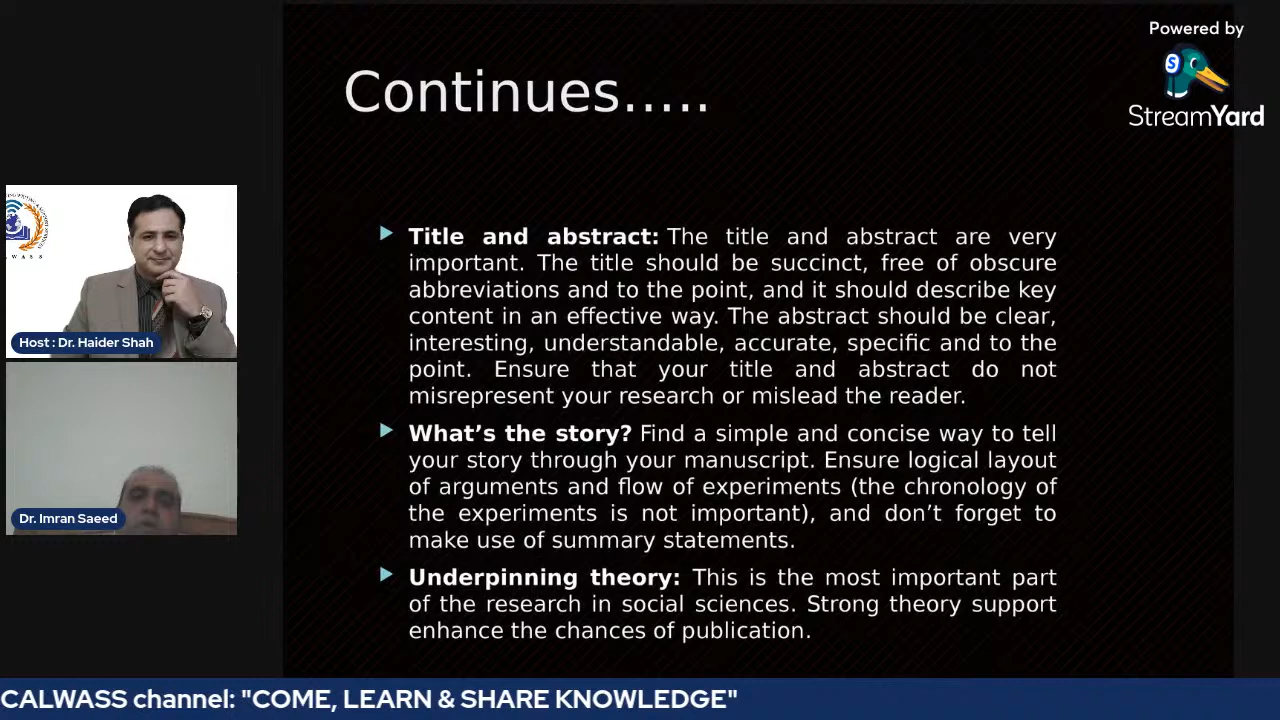 Powered by
StreamYard
Continues.....
Title and abstract: The title and abstract are very
important. The title should be succinct, free of obscure
abbreviations and to the point, and it should describe key
content in an effective way. The abstract should be clear,
interesting, understandable, accurate, specific and to the
point. Ensure that your title and abstract do not
misrepresent your research or mislead the reader.
What’s the story? Find a simple and concise way to tell
your story through your manuscript. Ensure logical layout
of arguments and flow of experiments (the chronology of
the experiments is not important), and don’t forget to
make use of summary statements.
Underpinning theory: This is the most important part
of the research in social sciences. Strong theory support
enhance the chances of publication.
Host : Dr. Haider Shah
Dr. Imran Saeed
CALWASS channel: "COME, LEARN & SHARE KNOWLEDGE"